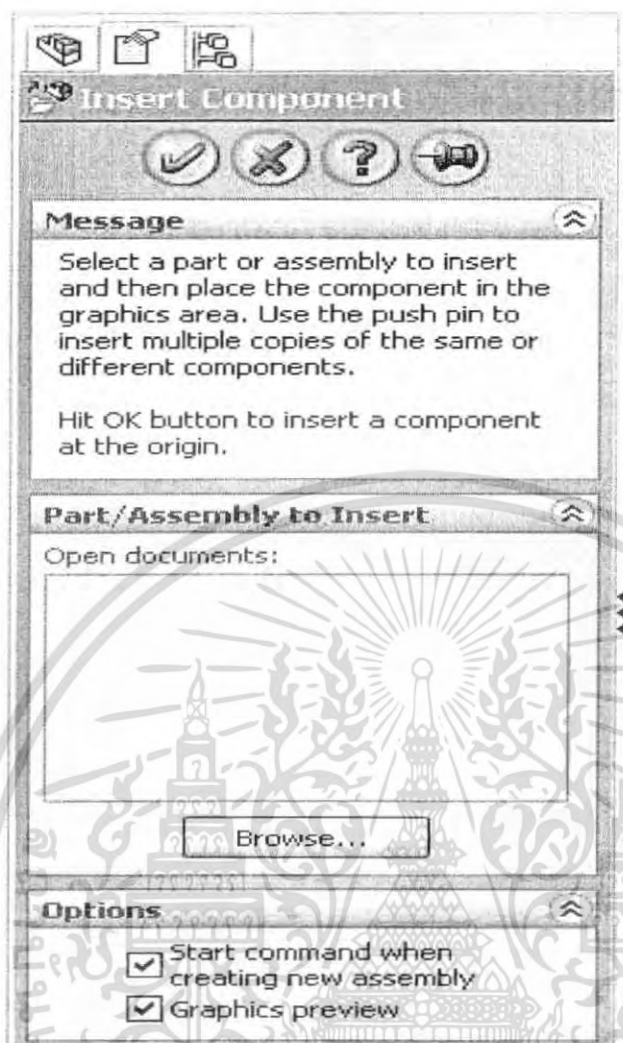 Insert Component
?
Message
Select a part or assembly to insert
and then place the component in the
graphics area. Use the push pin to
insert multiple copies of the same or
different components.
Hit OK button to insert a component
at the origin.
Part/Assembly to Insert
Open documents:
Browse...
Options
Start command when
creating new assembly
Graphics preview